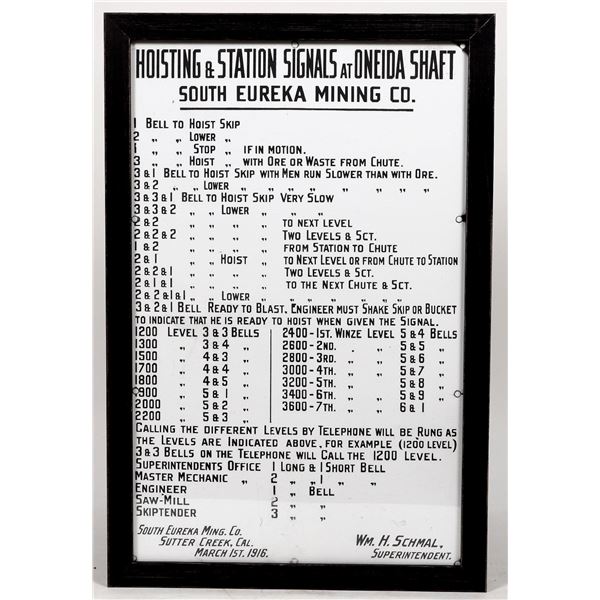 HOISTING & STATION SIGNALS AT ONEIDA SHAFT
SOUTH EUREKA MINING CO.
1 BELL TO HOIST SKIP
2 „ „ LOWER „
1 „ „ STOP „ IF IN MOTION.
3 „ „ HOIST „ WITH ORE OR WASTE FROM CHUTE.
3 & 1 BELL TO HOIST SKIP WITH MEN RUN SLOWER THAN WITH ORE.
3 & 2 „ „ LOWER „ „ „ „ „ „ „ „
3 & 3 & 1 BELL TO HOIST SKIP VERY SLOW
3 & 3 & 2 „ „ LOWER „ „ „
2 & 2 „ „ „ „ TO NEXT LEVEL
2 & 2 & 2 „ „ „ „ TWO LEVELS & SCT.
1 & 2 „ „ „ „ FROM STATION TO CHUTE
2 & 1 „ „ HOIST „ TO NEXT LEVEL OR FROM CHUTE TO STATION
2 & 2 & 1 „ „ „ „ TWO LEVELS & SCT.
2 & 1 & 1 „ „ „ „ TO THE NEXT CHUTE & SCT.
2 & 2 & 1 & 1 „ „ LOWER „ „ „ „ „ „ „
3 & 2 & 1 BELL READY TO BLAST. ENGINEER MUST SHAKE SKIP OR BUCKET
TO INDICATE THAT HE IS READY TO HOIST WHEN GIVEN THE SIGNAL.
1200 LEVEL 3 & 3 BELLS 2400-1ST. WINZE LEVEL 5 & 4 BELLS
1300 „ 3 & 4 „ 2600-2ND. „ „ 5 & 5 „
1500 „ 4 & 3 „ 2800-3RD. „ „ 5 & 6 „
1700 „ 4 & 4 „ 3000-4TH. „ „ 5 & 7 „
1800 „ 4 & 5 „ 3200-5TH. „ „ 5 & 8 „
1900 „ 5 & 1 „ 3400-6TH. „ „ 5 & 9 „
2000 „ 5 & 2 „ 3600-7TH. „ „ 6 & 1 „
2200 „ 5 & 3 „
CALLING THE DIFFERENT LEVELS BY TELEPHONE WILL BE RUNG AS
THE LEVELS ARE INDICATED ABOVE, FOR EXAMPLE (1200 LEVEL)
3 & 3 BELLS ON THE TELEPHONE WILL CALL THE 1200 LEVEL.
SUPERINTENDENTS OFFICE 1 LONG & 1 SHORT BELL
MASTER MECHANIC „ 2 „ „ 1 „ „
ENGINEER 1 „ BELL
SAW-MILL 2 „ „
SKIPTENDER 3 „ „
SOUTH EUREKA MING. CO. WM. H. SCHMAL,
SUTTER CREEK, CAL. SUPERINTENDENT.
MARCH 1ST. 1916.